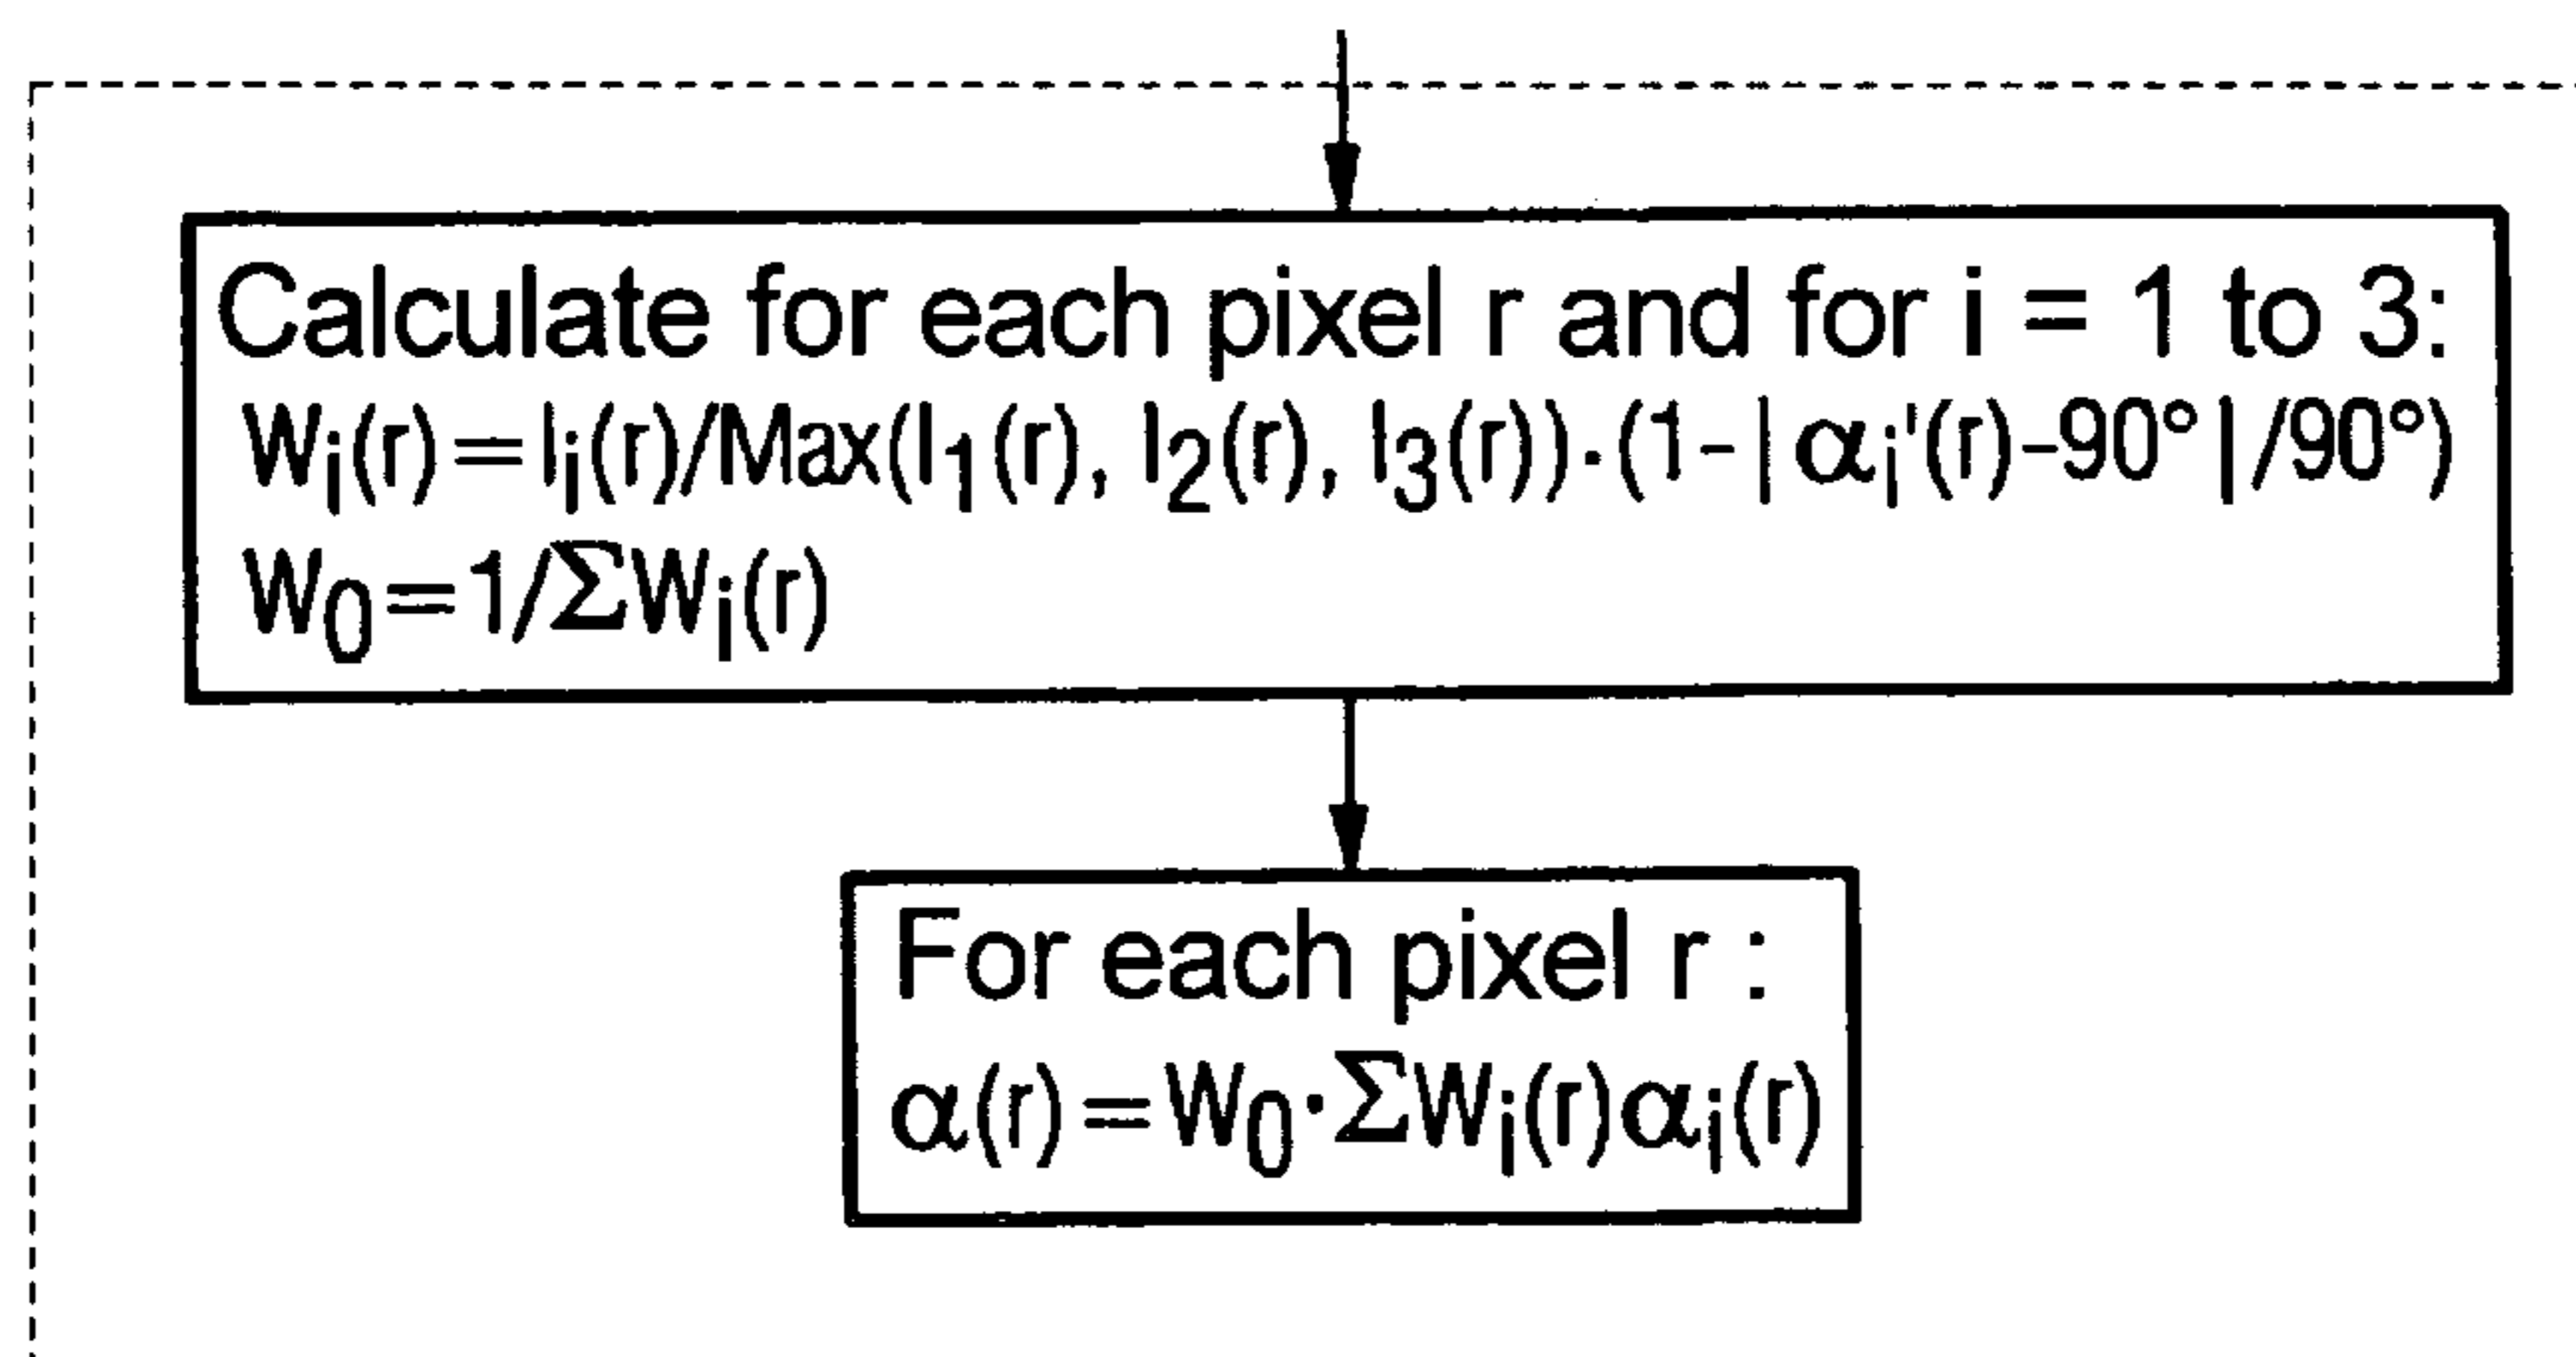 Calculate for each pixel r and for i = 1 to 3:
Wi(r)=Ii(r)/Max(I1(r), I2(r), I3(r))·(1-|αi'(r)-90°|/90°)
W0=1/ΣWi(r)
For each pixel r :
α(r)=W0·ΣWi(r)αi(r)